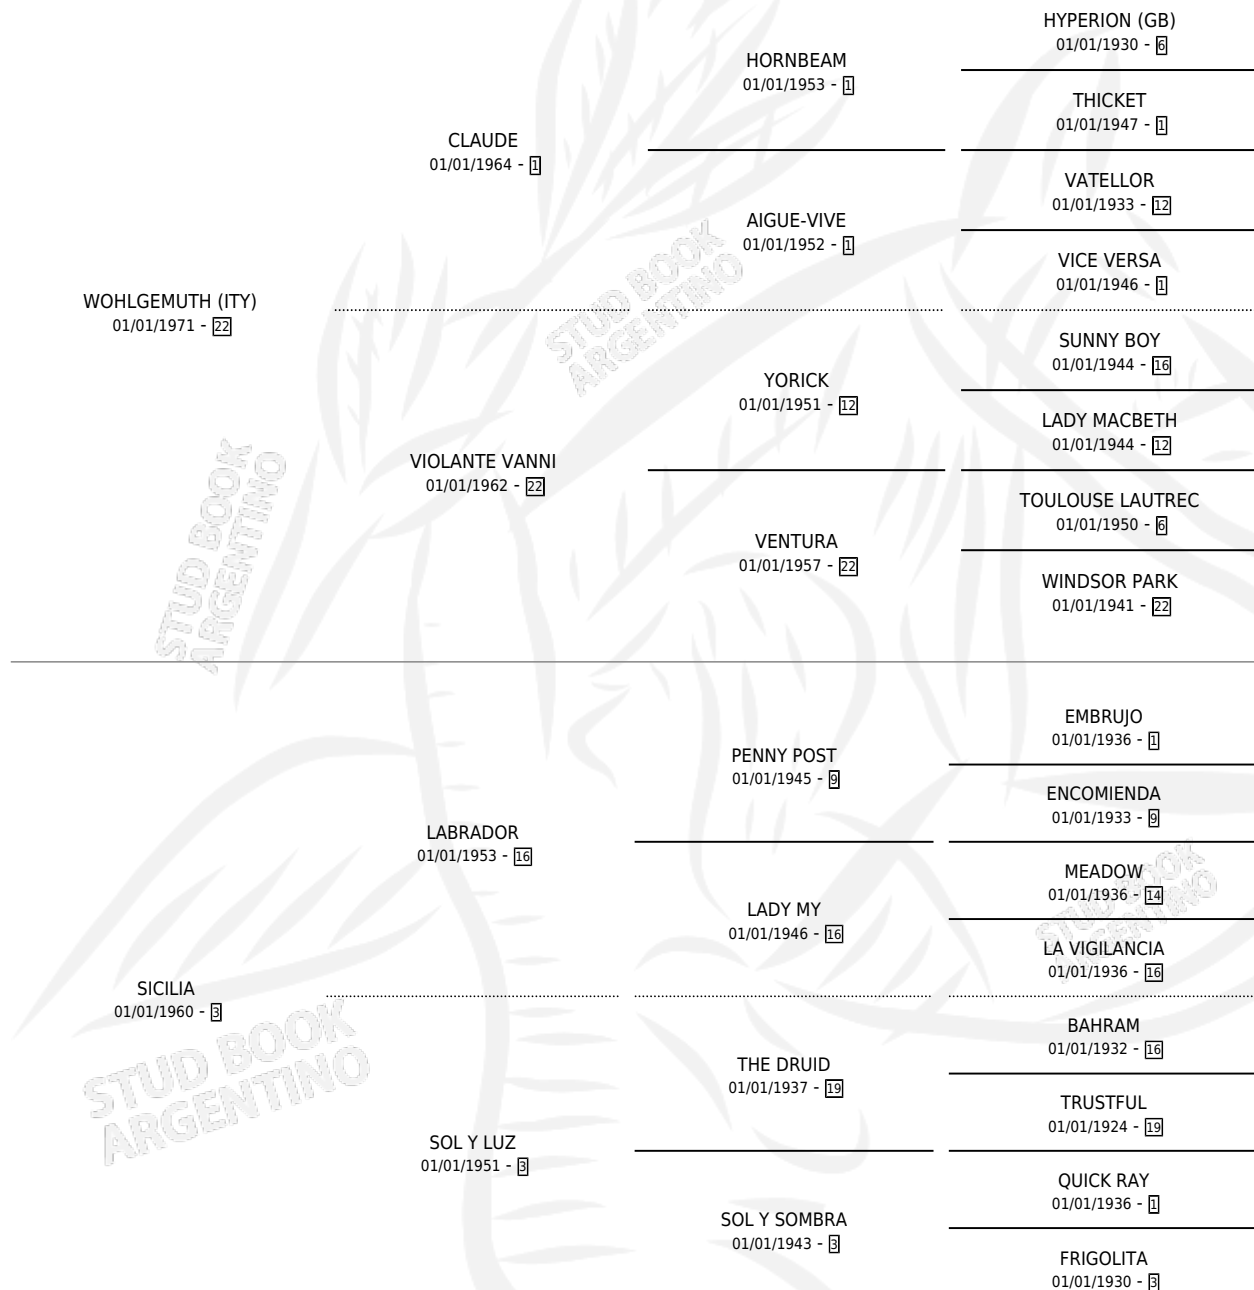 HYPERION (GB)
01/01/1930 - 6
HORNBEAM
01/01/1953 - 1
THICKET
01/01/1947 - 1
CLAUDE
01/01/1964 - 1
VATELLOR
01/01/1933 - 12
AIGUE-VIVE
01/01/1952 - 1
VICE VERSA
01/01/1946 - 1
WOHLGEMUTH (ITY)
01/01/1971 - 22
SUNNY BOY
01/01/1944 - 16
YORICK
01/01/1951 - 12
LADY MACBETH
01/01/1944 - 12
VIOLANTE VANNI
01/01/1962 - 22
TOULOUSE LAUTREC
01/01/1950 - 6
VENTURA
01/01/1957 - 22
WINDSOR PARK
01/01/1941 - 22
STUD BOOK
ARGENTINO
STUD BOOK
ARGENTINO
EMBRUJO
01/01/1936 - 1
PENNY POST
01/01/1945 - 9
ENCOMIENDA
01/01/1933 - 9
LABRADOR
01/01/1953 - 16
MEADOW
01/01/1936 - 14
LADY MY
01/01/1946 - 16
LA VIGILANCIA
01/01/1936 - 16
STUD BOOK
ARGENTINO
SICILIA
01/01/1960 - 3
BAHRAM
01/01/1932 - 16
THE DRUID
01/01/1937 - 19
TRUSTFUL
01/01/1924 - 19
SOL Y LUZ
01/01/1951 - 3
QUICK RAY
01/01/1936 - 1
SOL Y SOMBRA
01/01/1943 - 3
FRIGOLITA
01/01/1930 - 3
STUD BOOK
ARGENTINO